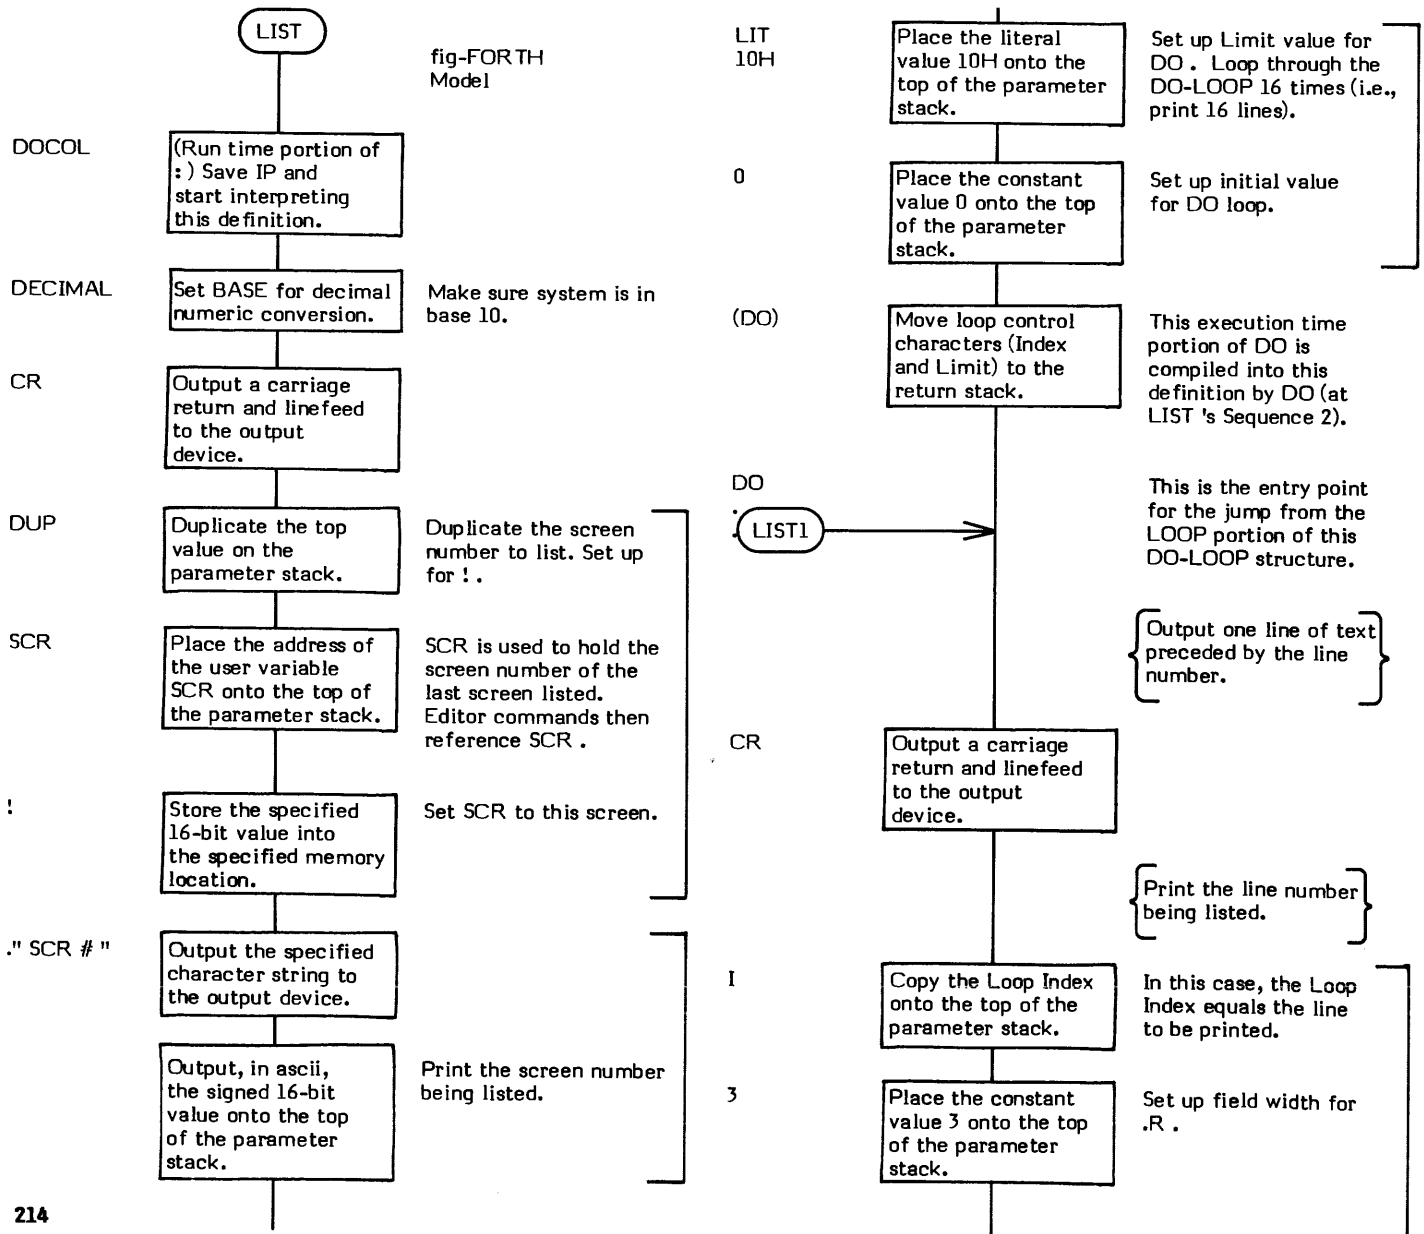 LIST
fig-FORTH
Model
DOCOL
(Run time portion of
: ) Save IP and
start interpreting
this definition.
DECIMAL
Set BASE for decimal
numeric conversion.
Make sure system is in
base 10.
CR
Output a carriage
return and linefeed
to the output
device.
DUP
Duplicate the top
value on the
parameter stack.
Duplicate the screen
number to list. Set up
for ! .
SCR
Place the address of
the user variable
SCR onto the top of
the parameter stack.
SCR is used to hold the
screen number of the
last screen listed.
Editor commands then
reference SCR .
!
Store the specified
16-bit value into
the specified memory
location.
Set SCR to this screen.
." SCR # "
Output the specified
character string to
the output device.
Output, in ascii,
the signed 16-bit
value onto the top
of the parameter
stack.
Print the screen number
being listed.
214
LIT
10H
Place the literal
value 10H onto the
top of the parameter
stack.
Set up Limit value for
DO . Loop through the
DO-LOOP 16 times (i.e.,
print 16 lines).
0
Place the constant
value 0 onto the top
of the parameter
stack.
Set up initial value
for DO loop.
(DO)
Move loop control
characters (Index
and Limit) to the
return stack.
This execution time
portion of DO is
compiled into this
definition by DO (at
LIST 's Sequence 2).
DO
:
LIST1
This is the entry point
for the jump from the
LOOP portion of this
DO-LOOP structure.
Output one line of text
preceded by the line
number.
CR
Output a carriage
return and linefeed
to the output
device.
Print the line number
being listed.
I
Copy the Loop Index
onto the top of the
parameter stack.
In this case, the Loop
Index equals the line
to be printed.
3
Place the constant
value 3 onto the top
of the parameter
stack.
Set up field width for
.R .